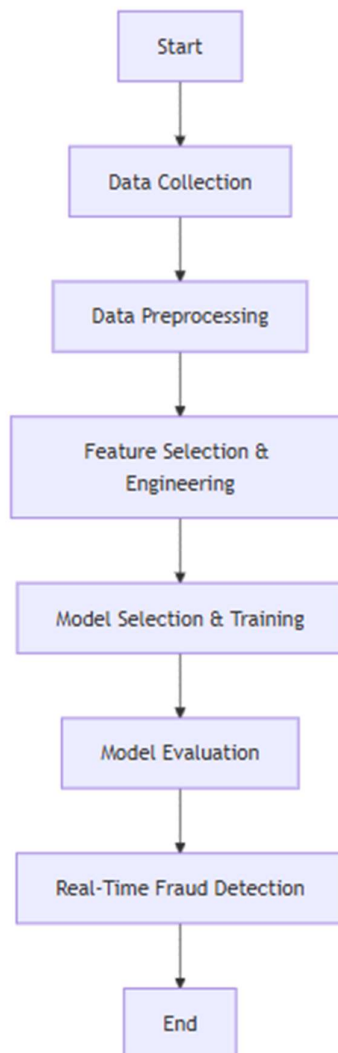 Start
Data Collection
Data Preprocessing
Feature Selection &
Engineering
Model Selection & Training
Model Evaluation
Real-Time Fraud Detection
End